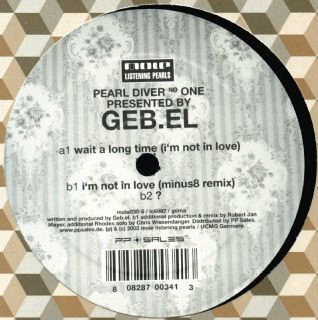 mole
LISTENING PEARLS
PEARL DIVER NO ONE
PRESENTED BY
GEB.EL
a1 wait a long time (i'm not in love)
b1 i'm not in love (minus8 remix)
b2 ?
mole030-6 / lc6062 / gema
written and produced by Geb.el. b1 additional production & remix by Robert Jan
Meyer, additional Rhodes solo by Chris Wiesendanger. Distributed by PP Sales.
www.ppsales.de. (p) & (c) 2002 mole listening pearls / UCMG Germany.
PP SALES
8 08287 00341 3